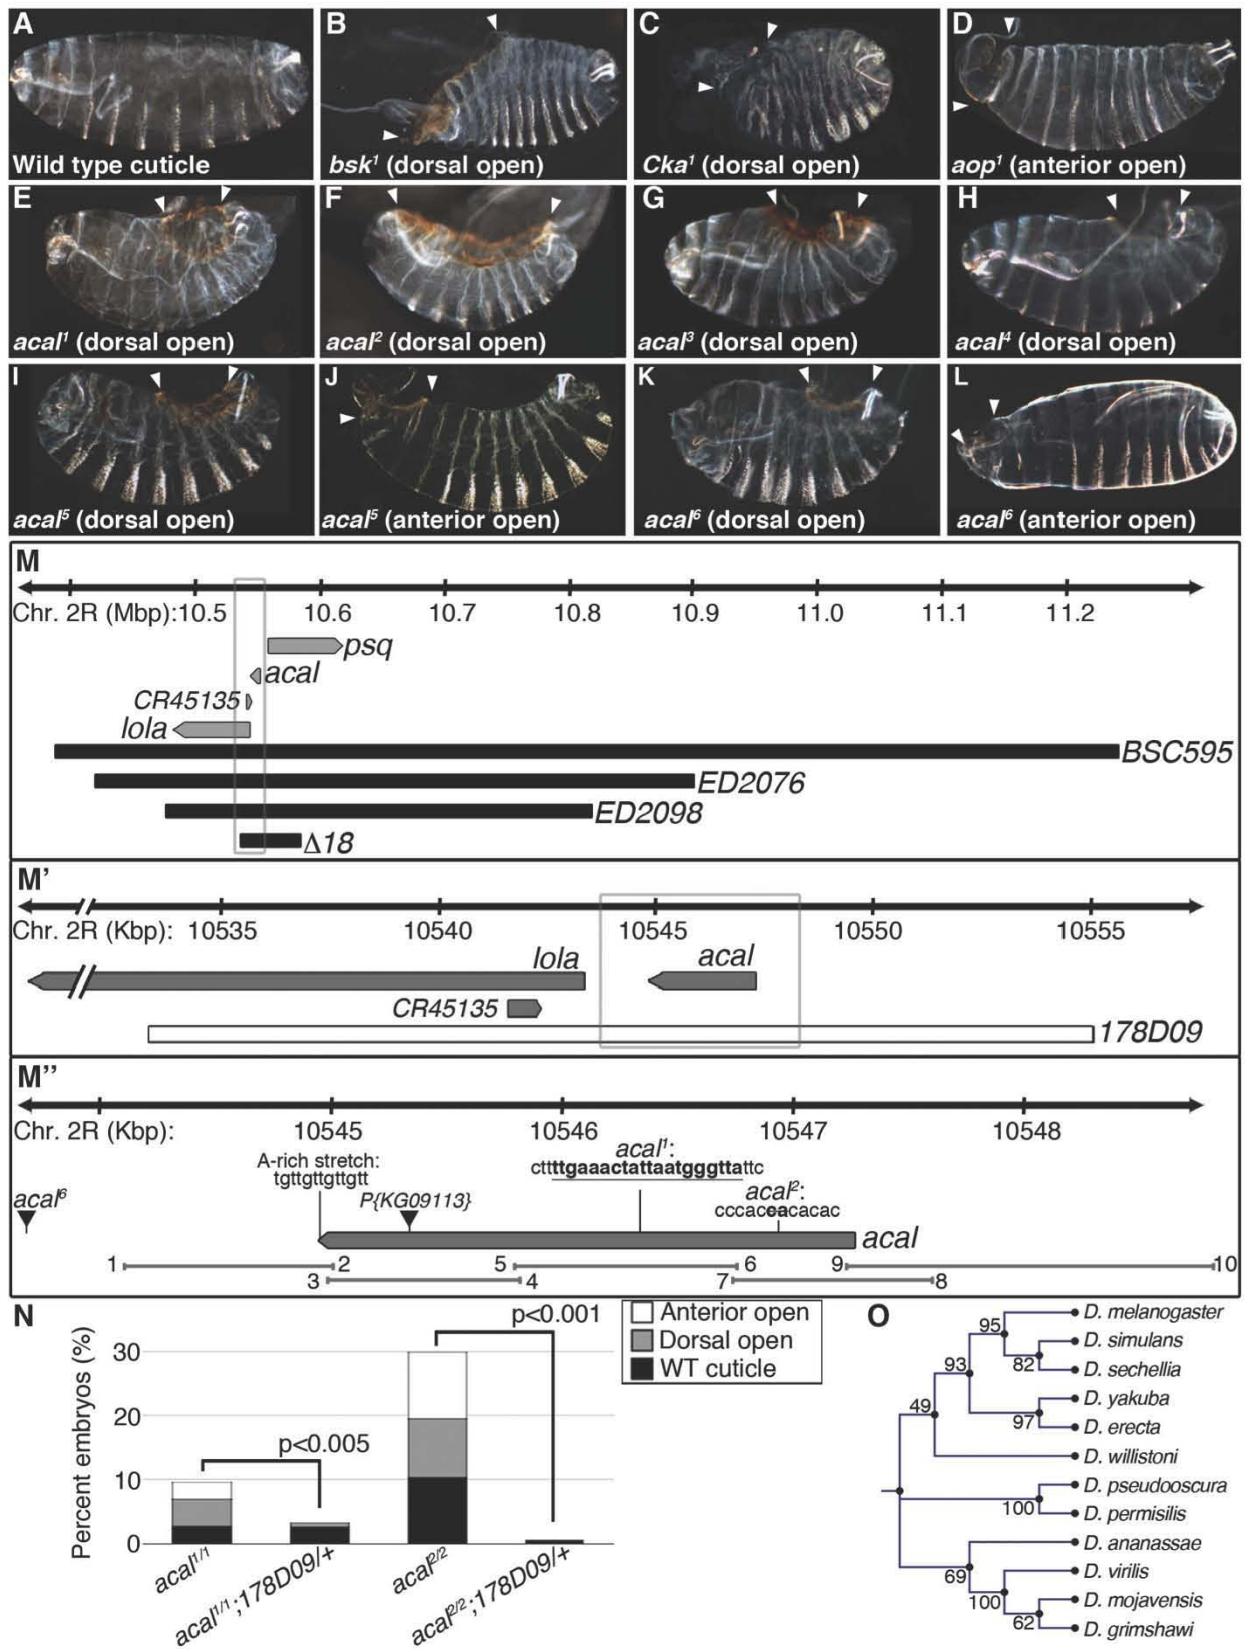 A B C D
Wild type cuticle bsk¹ (dorsal open) Cka¹ (dorsal open) aop¹ (anterior open)
E F G H
acal¹ (dorsal open) acal² (dorsal open) acal³ (dorsal open) acal⁴ (dorsal open)
I J K L
acal⁵ (dorsal open) acal⁵ (anterior open) acal⁶ (dorsal open) acal⁶ (anterior open)
M
Chr. 2R (Mbp): 10.5 10.6 10.7 10.8 10.9 11.0 11.1 11.2
psq
acal
CR45135
lola
BSC595
ED2076
ED2098
Δ18
M’
Chr. 2R (Kbp): 10535 10540 10545 10550 10555
lola acal
CR45135
178D09
M’’
Chr. 2R (Kbp): 10545 10546 10547 10548
A-rich stretch: acal¹:
tgttgttgttgtt ctttttgaaactattaatgggttattc
acal⁶ P{KG09113} acal²:
cccaccacacacac
acal
1 2 5 6 9 10
3 4 7 8
N
Percent embryos (%)
30
20
10
0
p<0.005
p<0.001
Anterior open
Dorsal open
WT cuticle
acal¹/¹
acal¹/¹;178D09/+
acal²/²
acal²/²;178D09/+
O
D. melanogaster
95
D. simulans
82
D. sechellia
93
D. yakuba
97
D. erecta
49
D. willistoni
D. pseudooscura
100
D. permisilis
D. ananassae
69
D. virilis
100
D. mojavensis
62
D. grimshawi